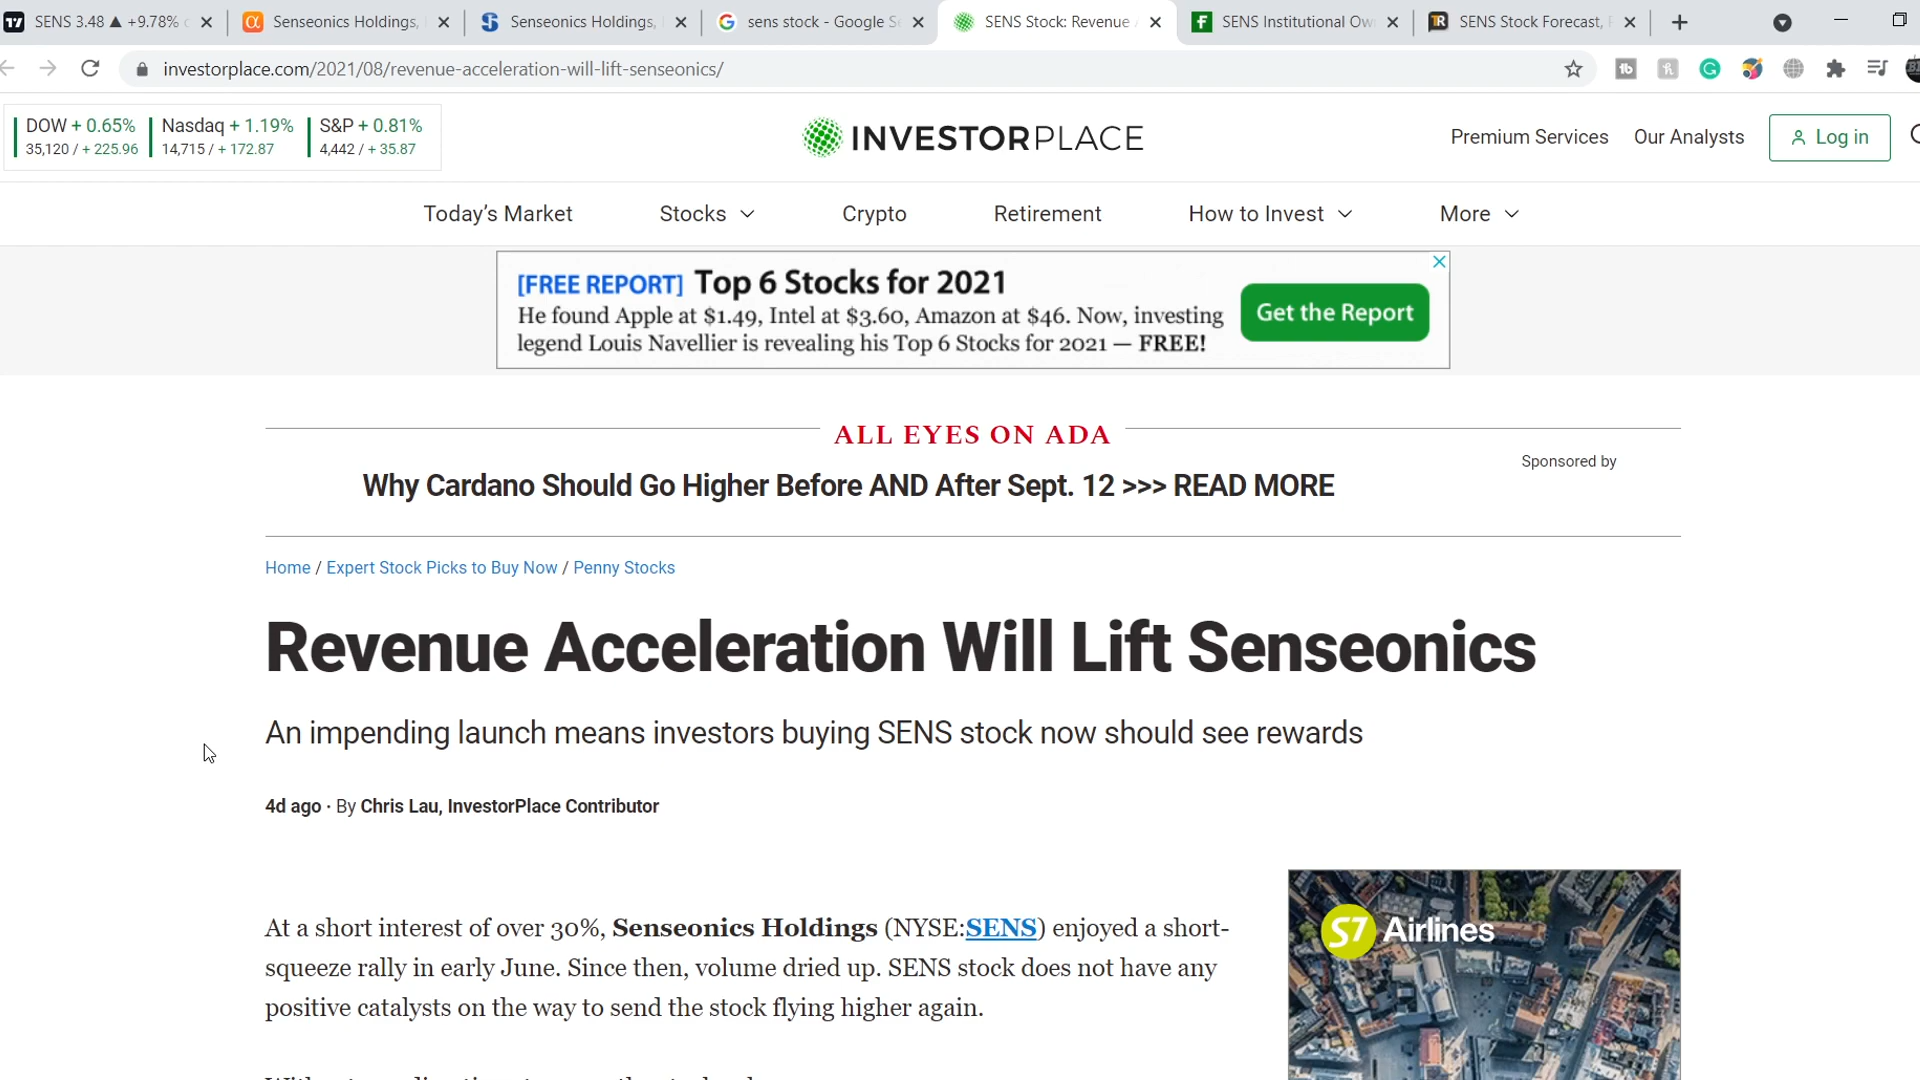 SENS 3.48 ▲ +9.78%
Senseonics Holdings,
Senseonics Holdings,
sens stock - Google Se
SENS Stock: Revenue
SENS Institutional Ow
SENS Stock Forecast,
investorplace.com/2021/08/revenue-acceleration-will-lift-senseonics/
DOW + 0.65%
35,120 / + 225.96
Nasdaq + 1.19%
14,715 / + 172.87
S&P + 0.81%
4,442 / + 35.87
INVESTORPLACE
Premium Services
Our Analysts
Log in
Today's Market
Stocks
Crypto
Retirement
How to Invest
More
[FREE REPORT] Top 6 Stocks for 2021
He found Apple at $1.49, Intel at $3.60, Amazon at $46. Now, investing
legend Louis Navellier is revealing his Top 6 Stocks for 2021 — FREE!
Get the Report
ALL EYES ON ADA
Why Cardano Should Go Higher Before AND After Sept. 12 >>> READ MORE
Sponsored by
Home / Expert Stock Picks to Buy Now / Penny Stocks
Revenue Acceleration Will Lift Senseonics
An impending launch means investors buying SENS stock now should see rewards
4d ago · By Chris Lau, InvestorPlace Contributor
At a short interest of over 30%, Senseonics Holdings (NYSE:SENS) enjoyed a short-
squeeze rally in early June. Since then, volume dried up. SENS stock does not have any
positive catalysts on the way to send the stock flying higher again.
S7 Airlines